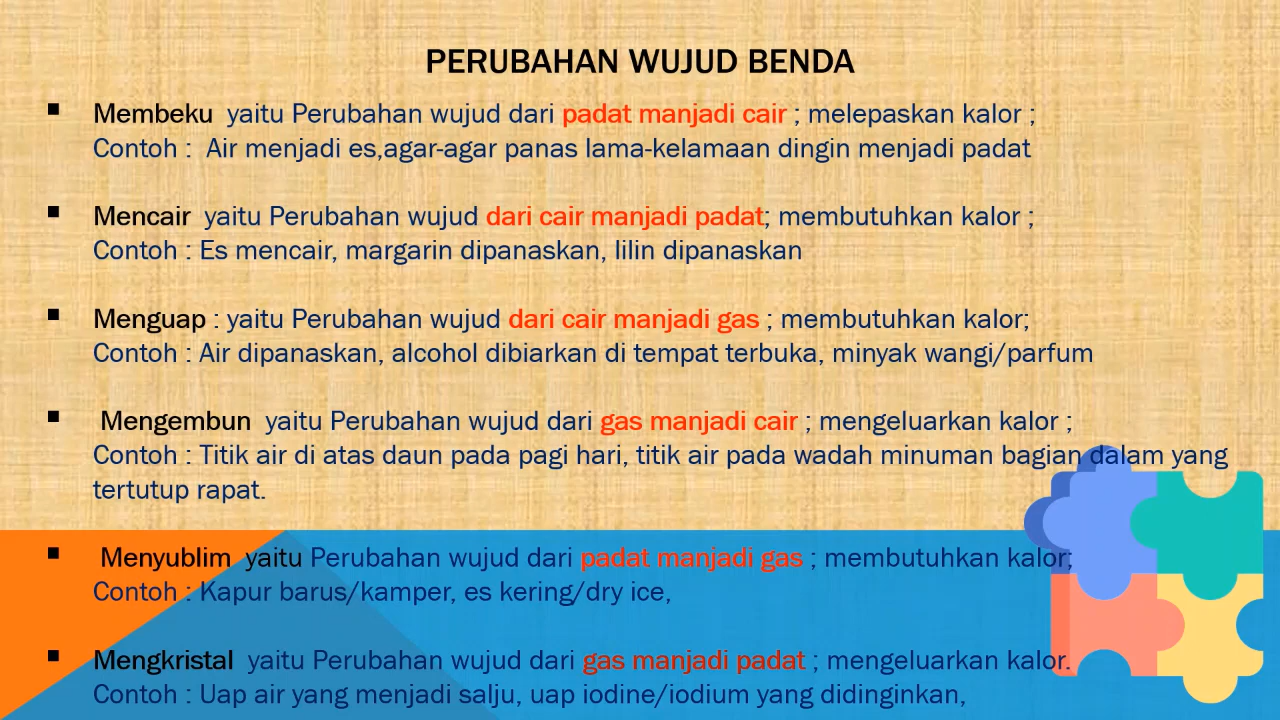 PERUBAHAN WUJUD BENDA
▪ Membeku yaitu Perubahan wujud dari padat manjadi cair ; melepaskan kalor ;
Contoh : Air menjadi es,agar-agar panas lama-kelamaan dingin menjadi padat
▪ Mencair yaitu Perubahan wujud dari cair manjadi padat; membutuhkan kalor ;
Contoh : Es mencair, margarin dipanaskan, lilin dipanaskan
▪ Menguap : yaitu Perubahan wujud dari cair manjadi gas ; membutuhkan kalor;
Contoh : Air dipanaskan, alcohol dibiarkan di tempat terbuka, minyak wangi/parfum
▪ Mengembun yaitu Perubahan wujud dari gas manjadi cair ; mengeluarkan kalor ;
Contoh : Titik air di atas daun pada pagi hari, titik air pada wadah minuman bagian dalam yang
tertutup rapat.
▪ Menyublim yaitu Perubahan wujud dari padat manjadi gas ; membutuhkan kalor;
Contoh : Kapur barus/kamper, es kering/dry ice,
▪ Mengkristal yaitu Perubahan wujud dari gas manjadi padat ; mengeluarkan kalor.
Contoh : Uap air yang menjadi salju, uap iodine/iodium yang didinginkan,